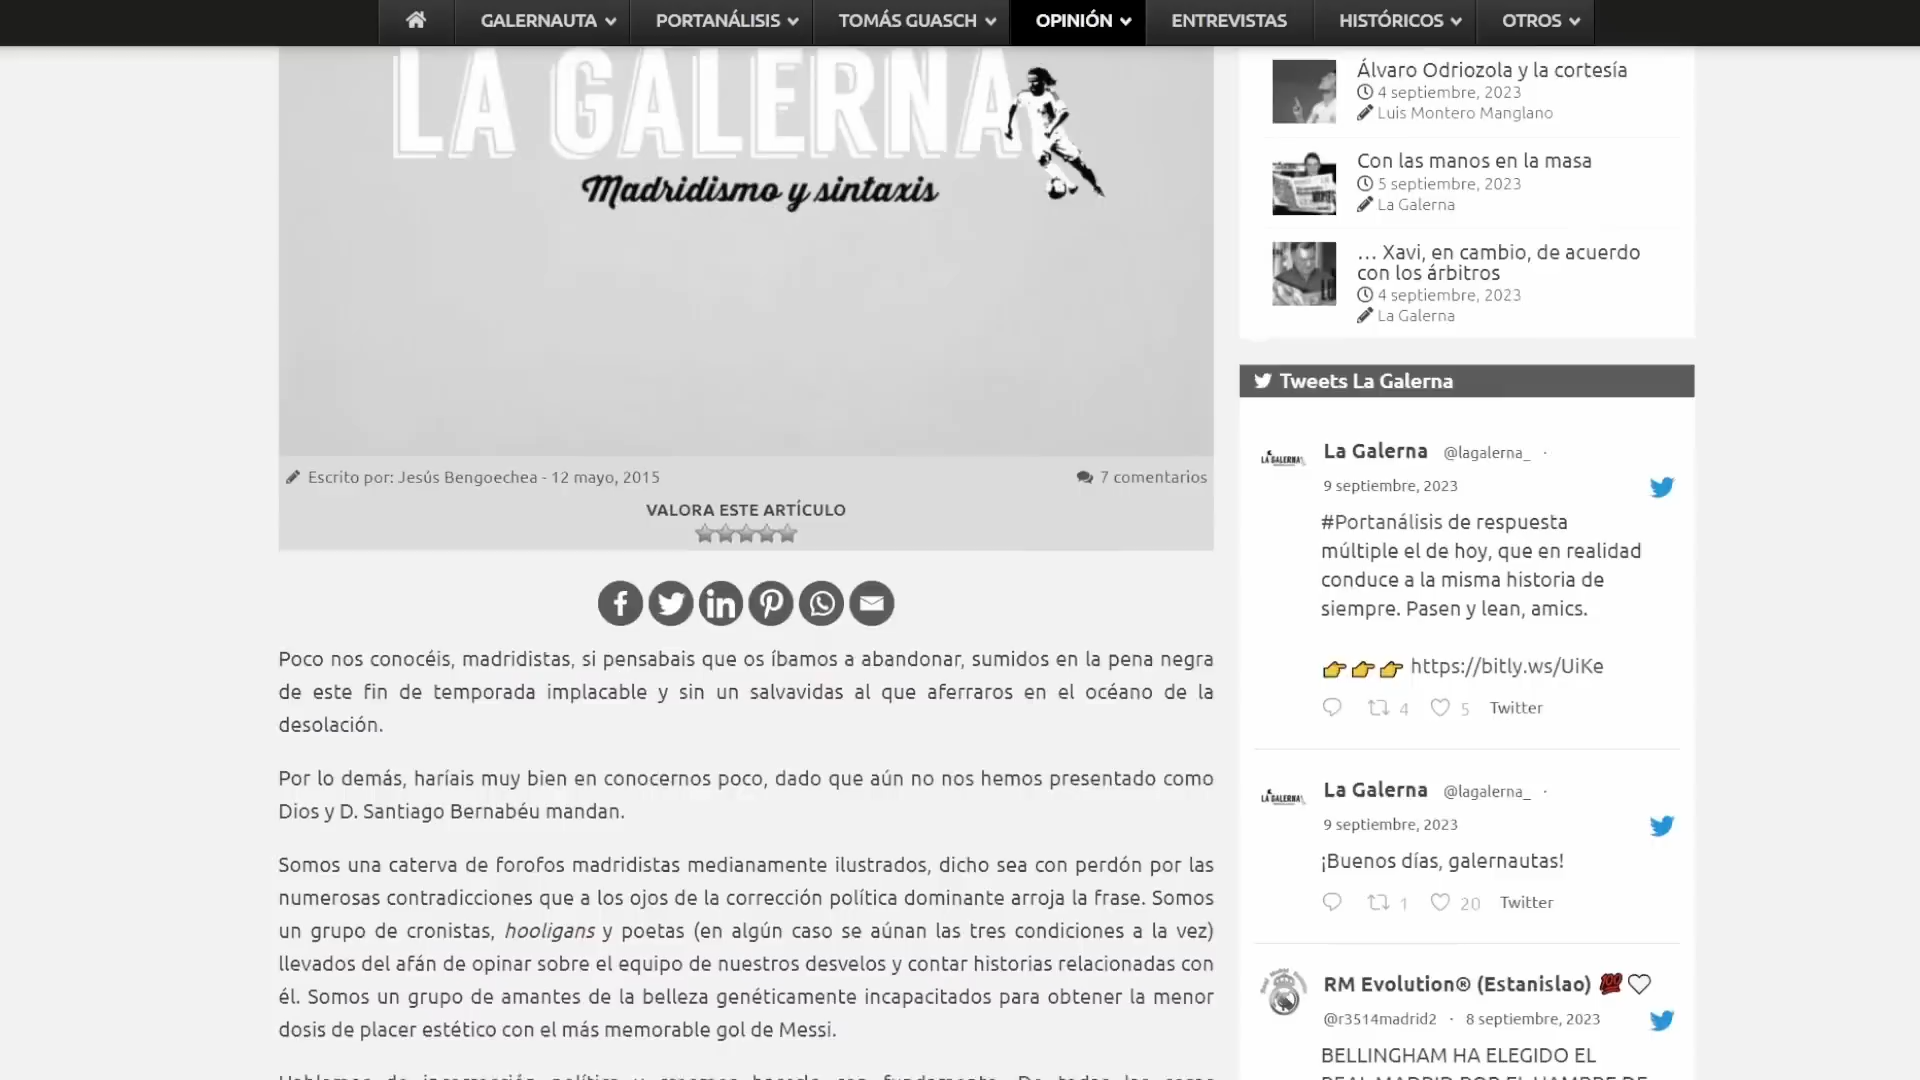 GALERNAUTA PORTANÁLISIS TOMÁS GUASCH OPINIÓN ENTREVISTAS HISTÓRICOS OTROS
LA GALERNA
Madridismo y sintaxis
Escrito por: Jesús Bengoechea - 12 mayo, 2015
7 comentarios
VALORA ESTE ARTÍCULO
Poco nos conocéis, madridistas, si pensabais que os íbamos a abandonar, sumidos en la pena negra
de este fin de temporada implacable y sin un salvavidas al que aferraros en el océano de la
desolación.
Por lo demás, haríais muy bien en conocernos poco, dado que aún no nos hemos presentado como
Dios y D. Santiago Bernabéu mandan.
Somos una caterva de forofos madridistas medianamente ilustrados, dicho sea con perdón por las
numerosas contradicciones que a los ojos de la corrección política dominante arroja la frase. Somos
un grupo de cronistas, hooligans y poetas (en algún caso se aúnan las tres condiciones a la vez)
llevados del afán de opinar sobre el equipo de nuestros desvelos y contar historias relacionadas con
él. Somos un grupo de amantes de la belleza genéticamente incapacitados para obtener la menor
dosis de placer estético con el más memorable gol de Messi.
Álvaro Odriozola y la cortesía
4 septiembre, 2023
Luis Montero Manglano
Con las manos en la masa
5 septiembre, 2023
La Galerna
... Xavi, en cambio, de acuerdo
con los árbitros
4 septiembre, 2023
La Galerna
Tweets La Galerna
LA GALERNA
La Galerna @lagalerna_ ·
9 septiembre, 2023
#Portanálisis de respuesta
múltiple el de hoy, que en realidad
conduce a la misma historia de
siempre. Pasen y lean, amics.
👉👉👉 https://bitly.ws/UiKe
4 5 Twitter
LA GALERNA
La Galerna @lagalerna_ ·
9 septiembre, 2023
¡Buenos días, galernautas!
1 20 Twitter
RM Evolution® (Estanislao) 💯
@r3514madrid2 · 8 septiembre, 2023
BELLINGHAM HA ELEGIDO EL